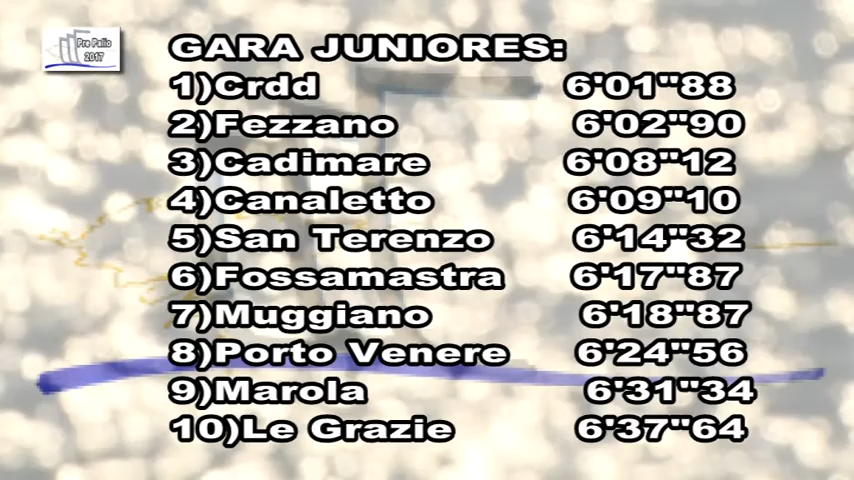 Pre Palio
2017
GARA JUNIORES:
1)Crdd 6'01"88
2)Fezzano 6'02"90
3)Cadimare 6'08"12
4)Canaletto 6'09"10
5)San Terenzo 6'14"32
6)Fossamastra 6'17"87
7)Muggiano 6'18"87
8)Porto Venere 6'24"56
9)Marola 6'31"34
10)Le Grazie 6'37"64